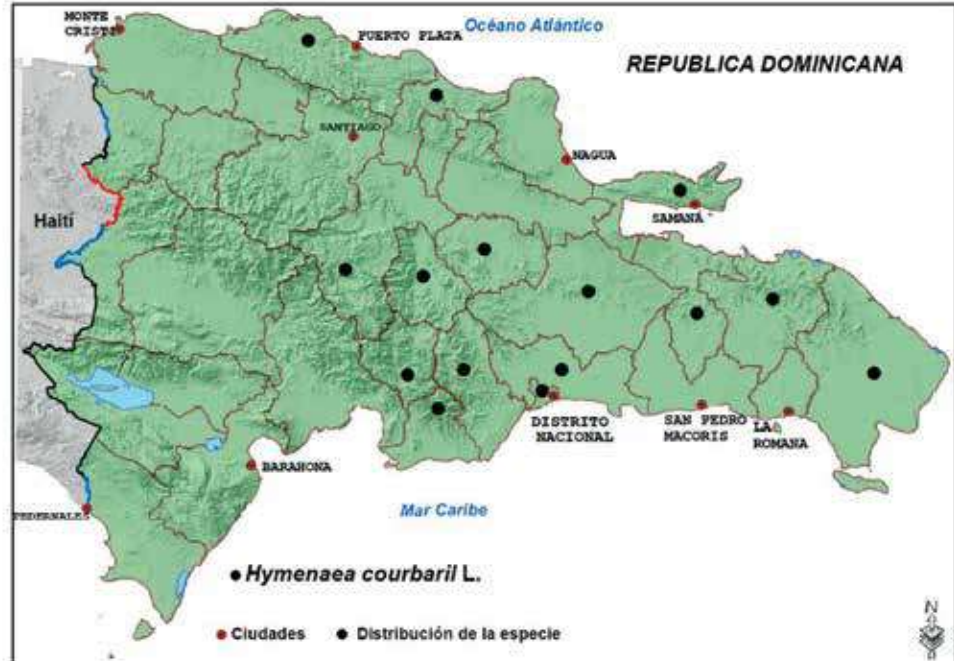 MONTE
CRISTI
Océano Atlántico
PUERTO PLATA
REPUBLICA DOMINICANA
SANTIAGO
NAGUA
Haití
SAMANA
DISTRITO
NACIONAL
SAN PEDRO
MACORIS
LA
ROMANA
BARAHONA
PEDERNALES
Mar Caribe
Hymenaea courbaril L.
Ciudades
Distribución de la especie
N